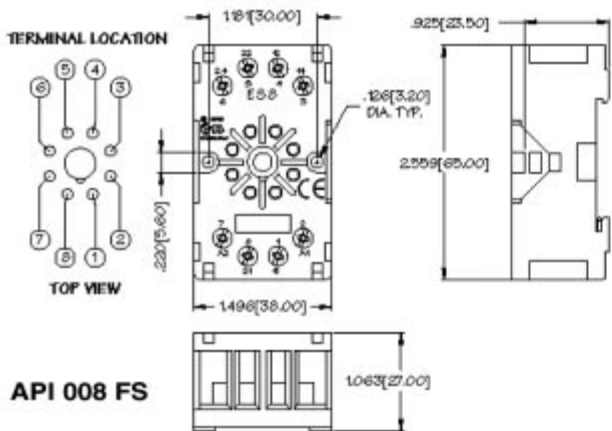 TERMINAL LOCATION
5 4
6 3
7 2
8 1
TOP VIEW
1.181[30.00]
.925[23.50]
ES8
.126[3.20]
DIA. TYP.
2.559[65.00]
.220[5.60]
CE
1.496[38.00]
1.063[27.00]
API 008 FS